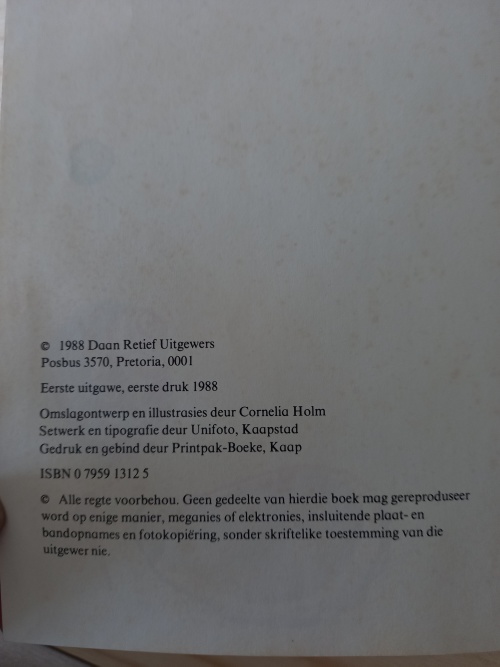 © 1988 Daan Retief Uitgewers
Posbus 3570, Pretoria, 0001
Eerste uitgawe, eerste druk 1988
Omslagontwerp en illustrasies deur Cornelia Holm
Setwerk en tipografie deur Unifoto, Kaapstad
Gedruk en gebind deur Printpak-Boeke, Kaap
ISBN 0 7959 1312 5
© Alle regte voorbehou. Geen gedeelte van hierdie boek mag gereproduseer
word op enige manier, meganies of elektronies, insluitende plaat- en
bandopnames en fotokopiëring, sonder skriftelike toestemming van die
uitgewer nie.